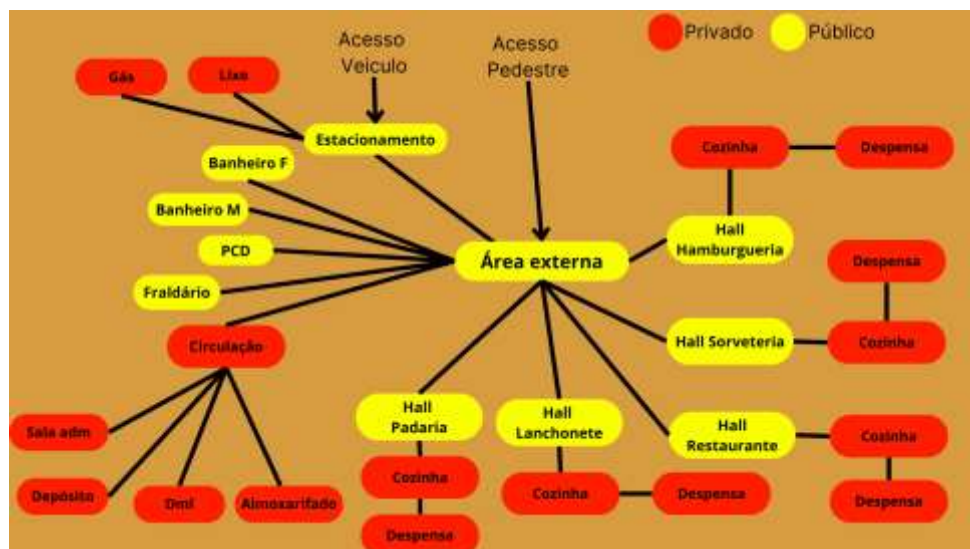 Acesso
Veiculo
Acesso
Pedestre
Privado
Público
Gás
Lixo
Estacionamento
Banheiro F
Banheiro M
PCD
Fraldário
Circulação
Sala adm
Depósito
Dml
Almoxarifado
Área externa
Cozinha
Despensa
Hall
Hamburgueria
Despensa
Hall Sorveteria
Cozinha
Hall
Padaria
Cozinha
Despensa
Hall
Lanchonete
Cozinha
Despensa
Hall
Restaurante
Cozinha
Despensa